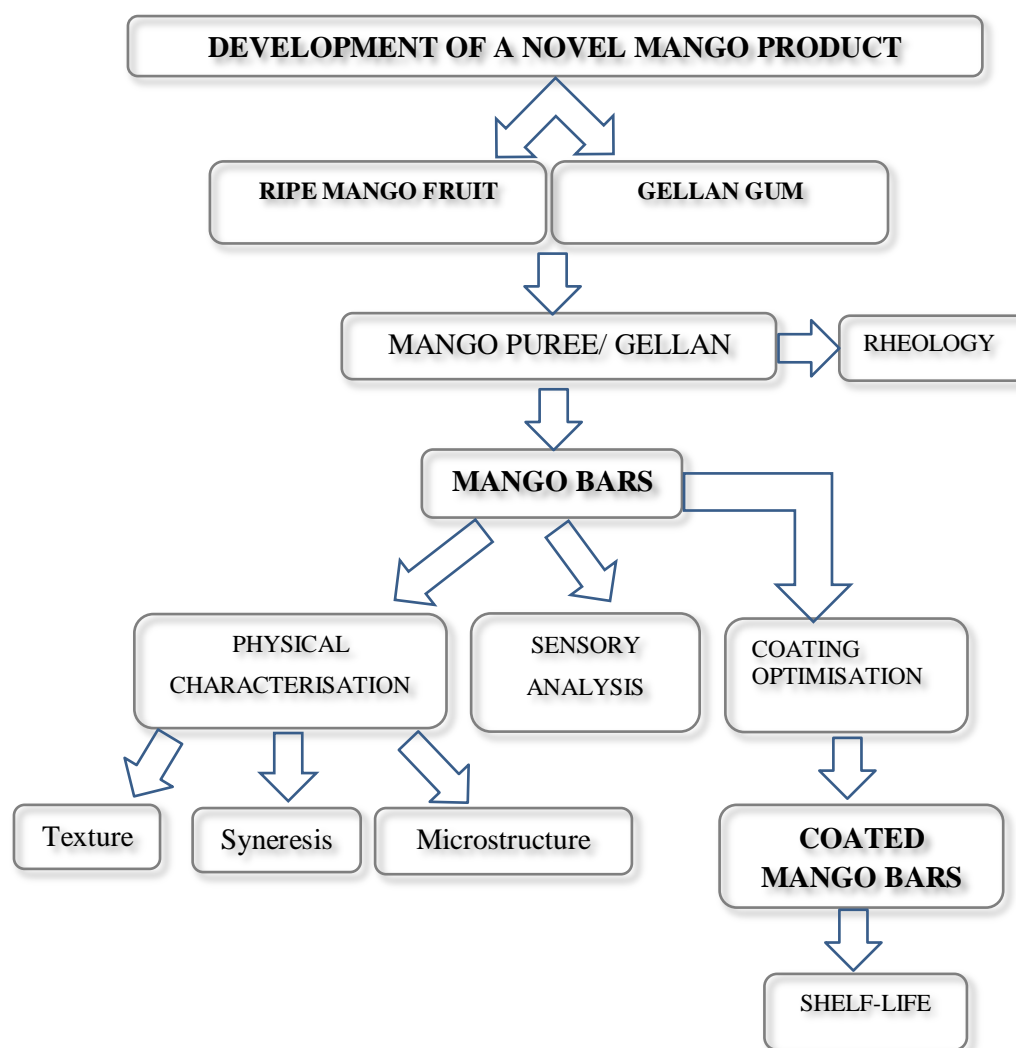 DEVELOPMENT OF A NOVEL MANGO PRODUCT
RIPE MANGO FRUIT
GELLAN GUM
MANGO PUREE/ GELLAN
RHEOLOGY
MANGO BARS
PHYSICAL
CHARACTERISATION
SENSORY
ANALYSIS
COATING
OPTIMISATION
Texture
Syneresis
Microstructure
COATED
MANGO BARS
SHELF-LIFE